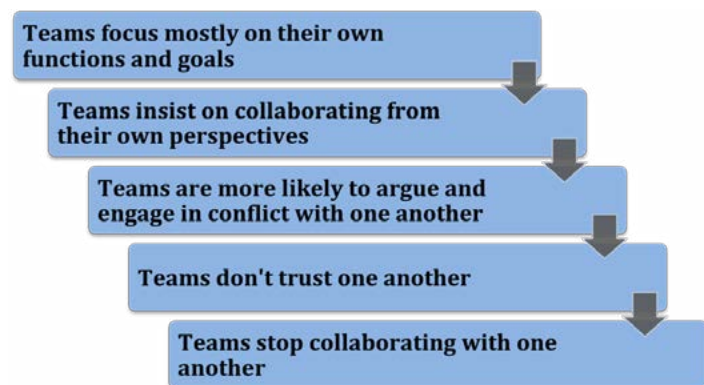 Teams focus mostly on their own
functions and goals
Teams insist on collaborating from
their own perspectives
Teams are more likely to argue and
engage in conflict with one another
Teams don't trust one another
Teams stop collaborating with one
another